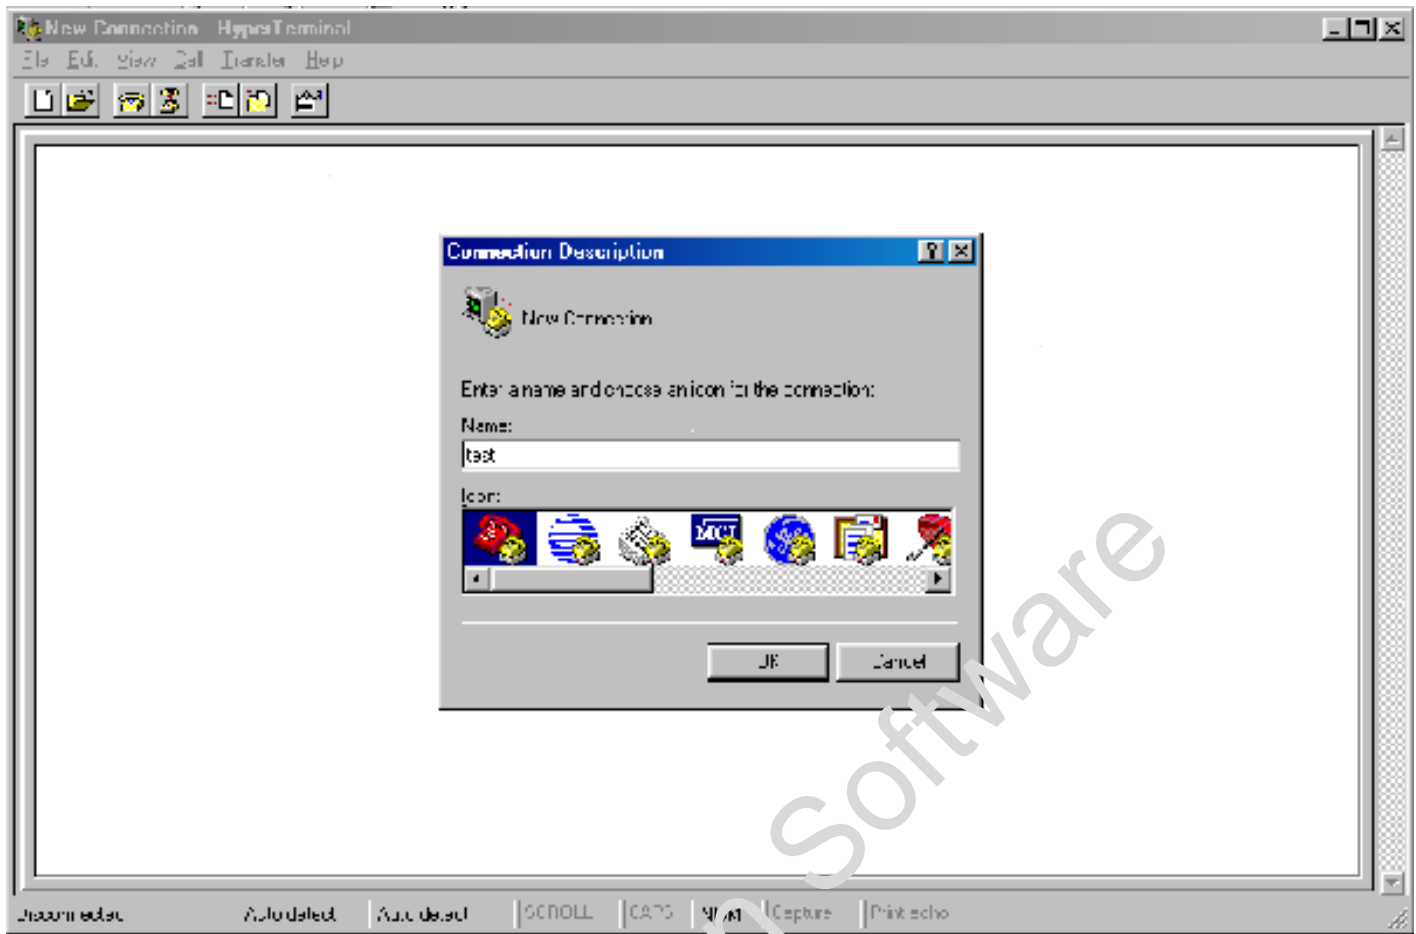 New Connection - HyperTerminal
File Edit View Call Transfer Help
Connection Description
New Connection
Enter a name and choose an icon for the connection:
Name:
test
Icon:
MCI
OK Cancel
Disconnected Auto detect Auto detect SCROLL CAPS NUM Capture Print echo
n Software